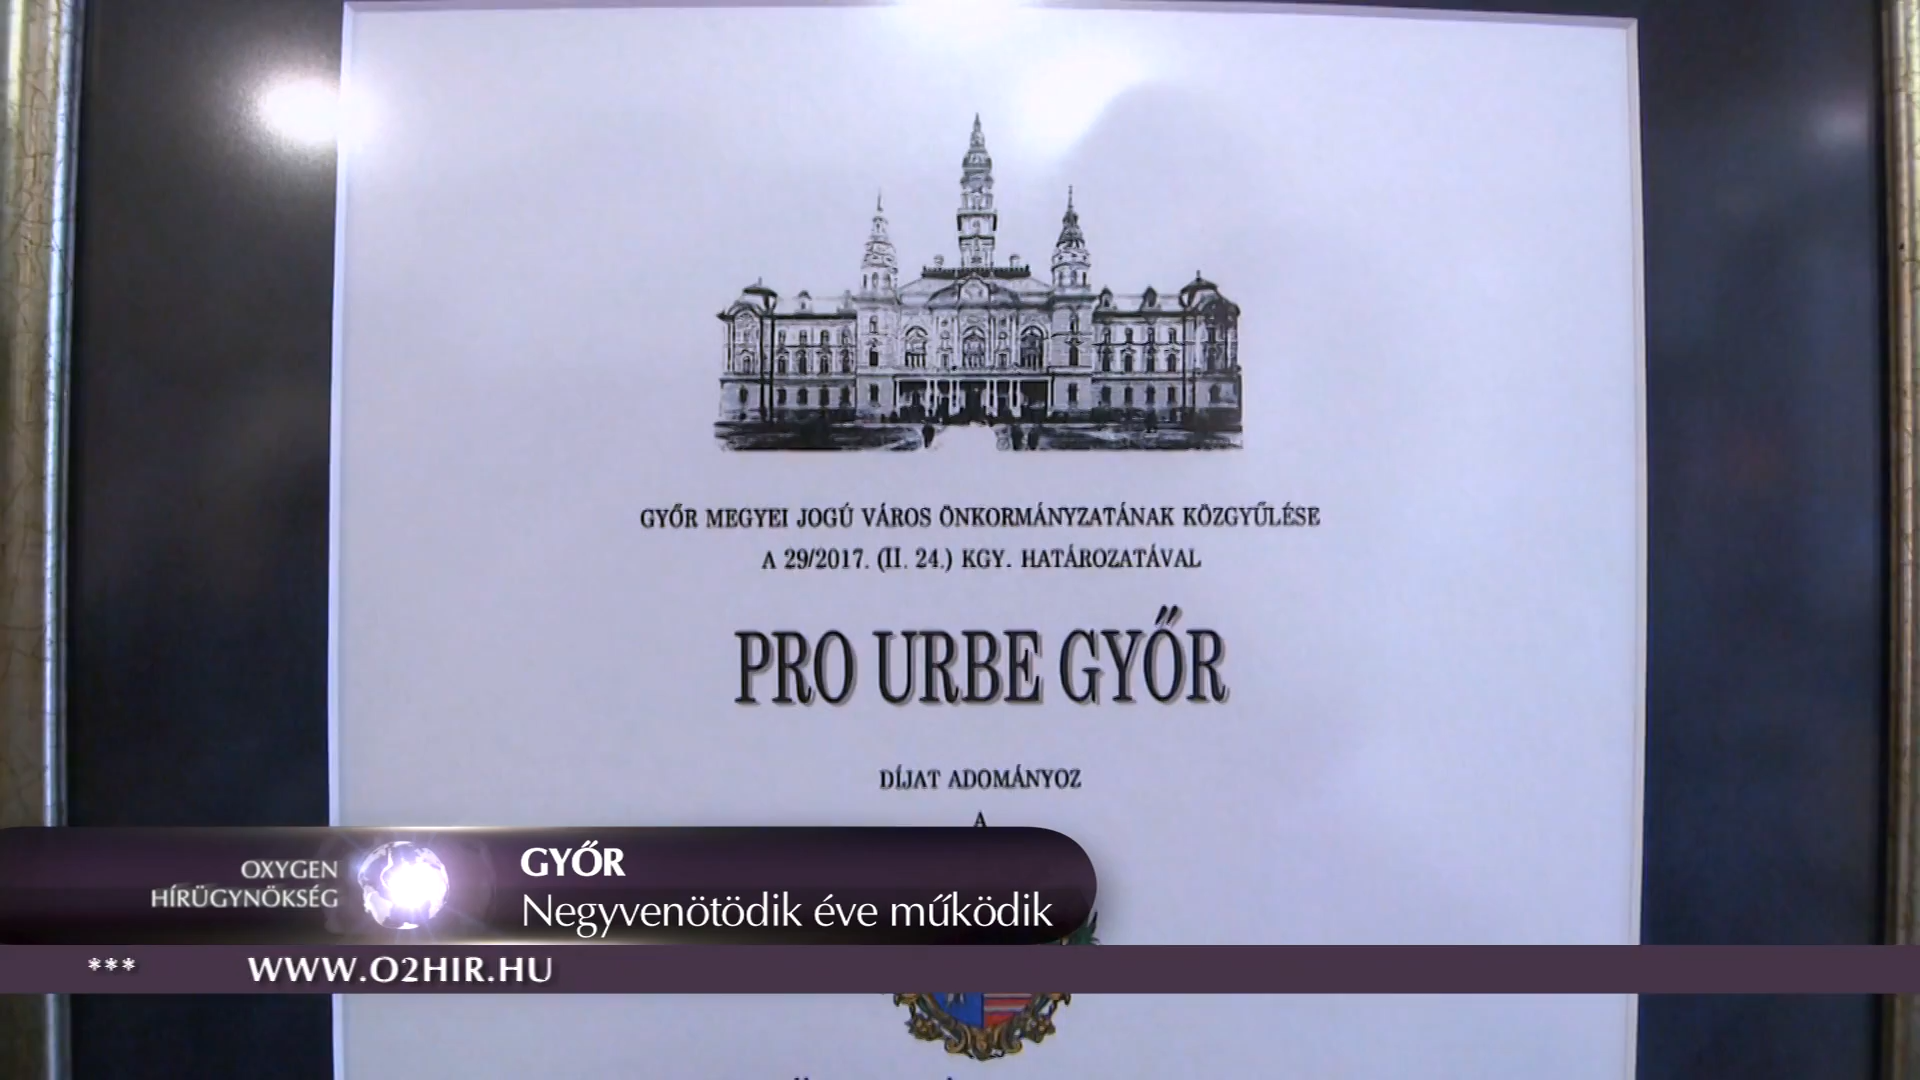 GYŐR MEGYEI JOGÚ VÁROS ÖNKORMÁNYZATÁNAK KÖZGYŰLÉSE
A 29/2017. (II. 24.) KGY. HATÁROZATÁVAL
PRO URBE GYŐR
DÍJAT ADOMÁNYOZ
A
OXYGEN
HÍRÜGYNÖKSÉG
GYŐR
Negyvenötödik éve működik
*** WWW.O2HIR.HU